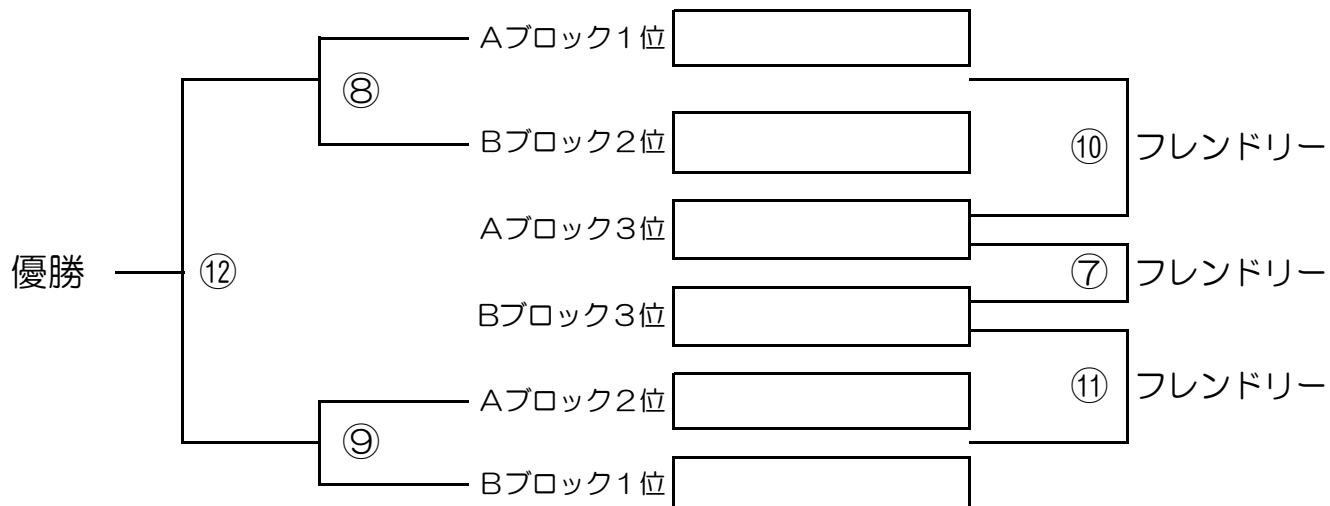 Aブロック１位
⑧
Bブロック２位
⑩ フレンドリー
Aブロック３位
優勝 ⑫
⑦ フレンドリー
Bブロック３位
⑪ フレンドリー
Aブロック２位
⑨
Bブロック１位